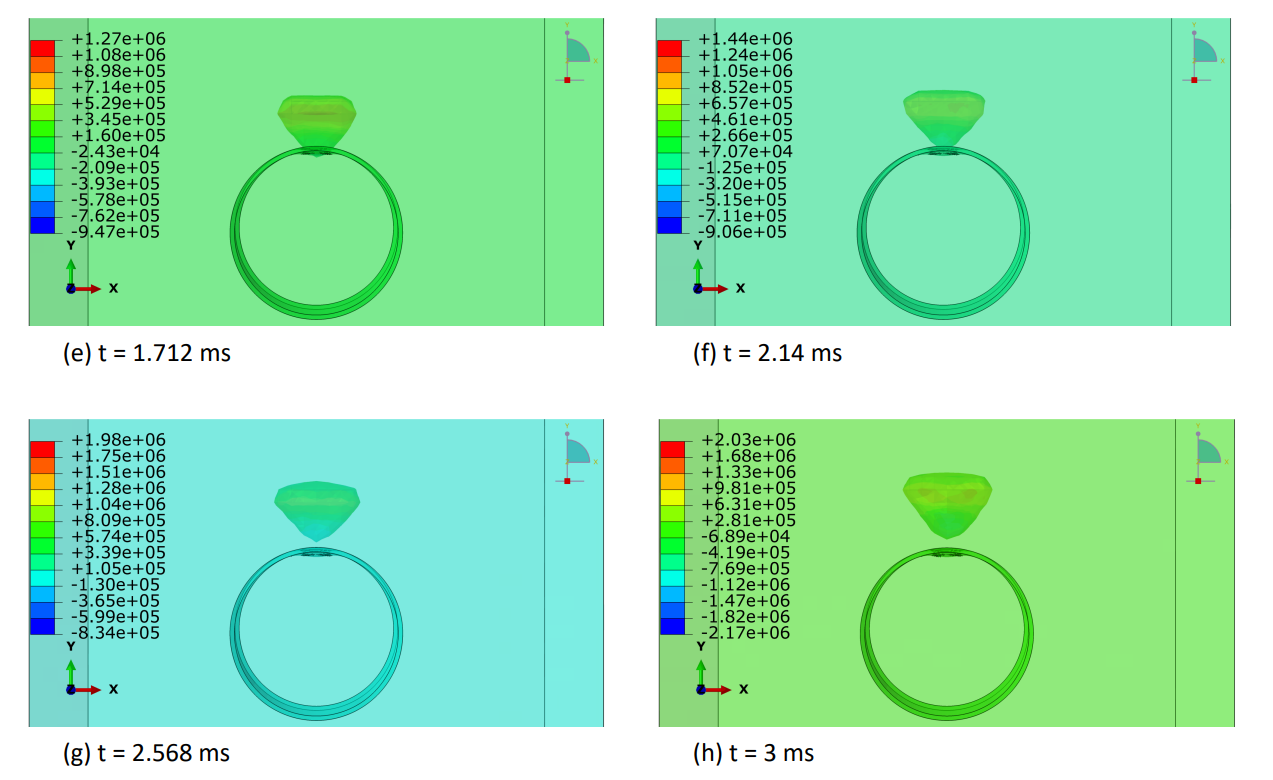 +1.27e+06
+1.08e+06
+8.98e+05
+7.14e+05
+5.29e+05
+3.45e+05
+1.60e+05
-2.43e+04
-2.09e+05
-3.93e+05
-5.78e+05
-7.62e+05
-9.47e+05
Y
X
Y
X
(e) t = 1.712 ms
+1.44e+06
+1.24e+06
+1.05e+06
+8.52e+05
+6.57e+05
+4.61e+05
+2.66e+05
+7.07e+04
-1.25e+05
-3.20e+05
-5.15e+05
-7.11e+05
-9.06e+05
Y
X
Y
X
(f) t = 2.14 ms
+1.98e+06
+1.75e+06
+1.51e+06
+1.28e+06
+1.04e+06
+8.09e+05
+5.74e+05
+3.39e+05
+1.05e+05
-1.30e+05
-3.65e+05
-5.99e+05
-8.34e+05
Y
X
Y
X
(g) t = 2.568 ms
+2.03e+06
+1.68e+06
+1.33e+06
+9.81e+05
+6.31e+05
+2.81e+05
-6.89e+04
-4.19e+05
-7.69e+05
-1.12e+06
-1.47e+06
-1.82e+06
-2.17e+06
Y
X
Y
X
(h) t = 3 ms